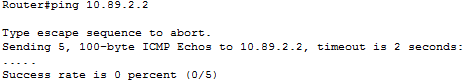 Router#ping 10.89.2.2
Type escape sequence to abort.
Sending 5, 100-byte ICMP Echos to 10.89.2.2, timeout is 2 seconds:
.....
Success rate is 0 percent (0/5)